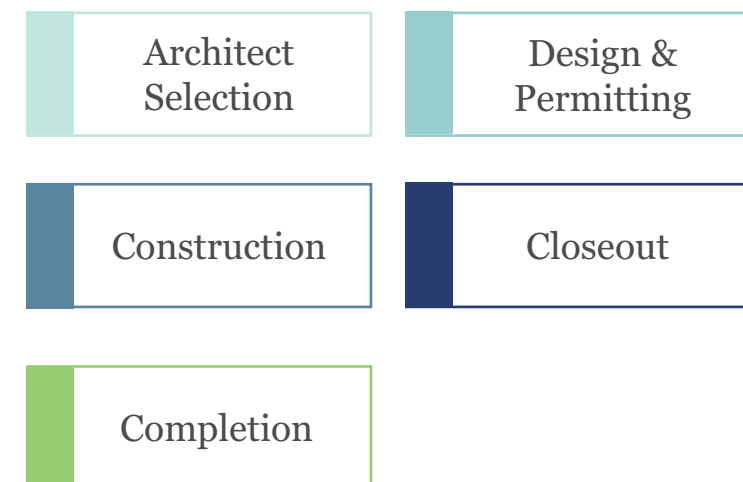 Architect
Selection
Design &
Permitting
Construction
Closeout
Completion